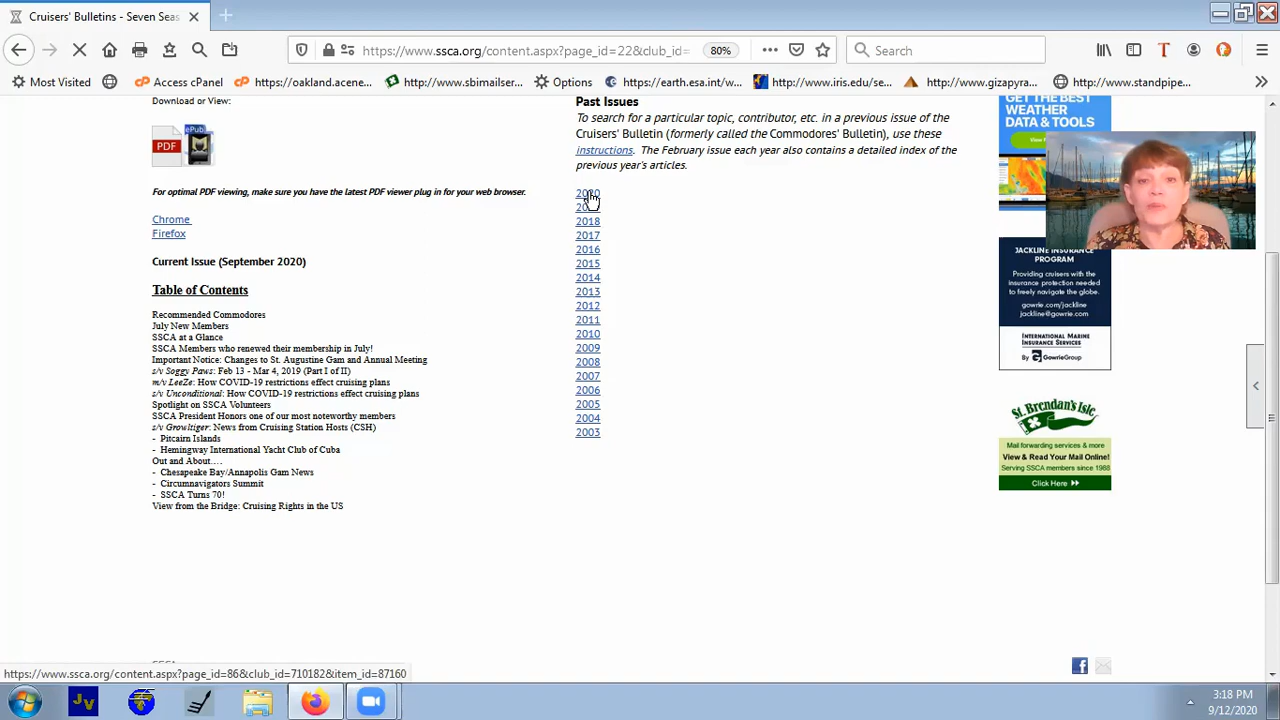 Cruisers' Bulletins - Seven Seas
https://www.ssca.org/content.aspx?page_id=22&club_id=
80%
Search
Most Visited
Access cPanel
https://oakland.acene...
http://www.sbimailser...
Options
https://earth.esa.int/w...
http://www.iris.edu/se...
http://www.gizapyra...
http://www.standpipe...
Download or View:
PDF
ePub
For optimal PDF viewing, make sure you have the latest PDF viewer plug in for your web browser.
Chrome
Firefox
Current Issue (September 2020)
Table of Contents
Recommended Commodores
July New Members
SSCA at a Glance
SSCA Members who renewed their membership in July!
Important Notice: Changes to St. Augustine Gam and Annual Meeting
s/v Soggy Paws: Feb 13 - Mar 4, 2019 (Part I of II)
m/v LeeZe: How COVID-19 restrictions effect cruising plans
s/v Unconditional: How COVID-19 restrictions effect cruising plans
Spotlight on SSCA Volunteers
SSCA President Honors one of our most noteworthy members
s/v Growltiger: News from Cruising Station Hosts (CSH)
- Pitcairn Islands
- Hemingway International Yacht Club of Cuba
Out and About....
- Chesapeake Bay/Annapolis Gam News
- Circumnavigators Summit
- SSCA Turns 70!
View from the Bridge: Cruising Rights in the US
Past Issues
To search for a particular topic, contributor, etc. in a previous issue of the
Cruisers' Bulletin (formerly called the Commodores' Bulletin), use these
instructions. The February issue each year also contains a detailed index of the
previous year's articles.
2020
2018
2017
2016
2015
2014
2013
2012
2011
2010
2009
2008
2007
2006
2005
2004
2003
GET THE BEST
WEATHER
DATA & TOOLS
JACKLINE INSURANCE
PROGRAM
Providing cruisers with the
insurance protection needed
to freely navigate the globe.
gowrie.com/jackline
jackline@gowrie.com
INTERNATIONAL MARINE
INSURANCE SERVICES
By GowrieGroup
St. Brendan's Isle
Mail forwarding services & more
View & Read Your Mail Online!
Serving SSCA members since 1988
Click Here
https://www.ssca.org/content.aspx?page_id=86&club_id=710182&item_id=87160
3:18 PM
9/12/2020